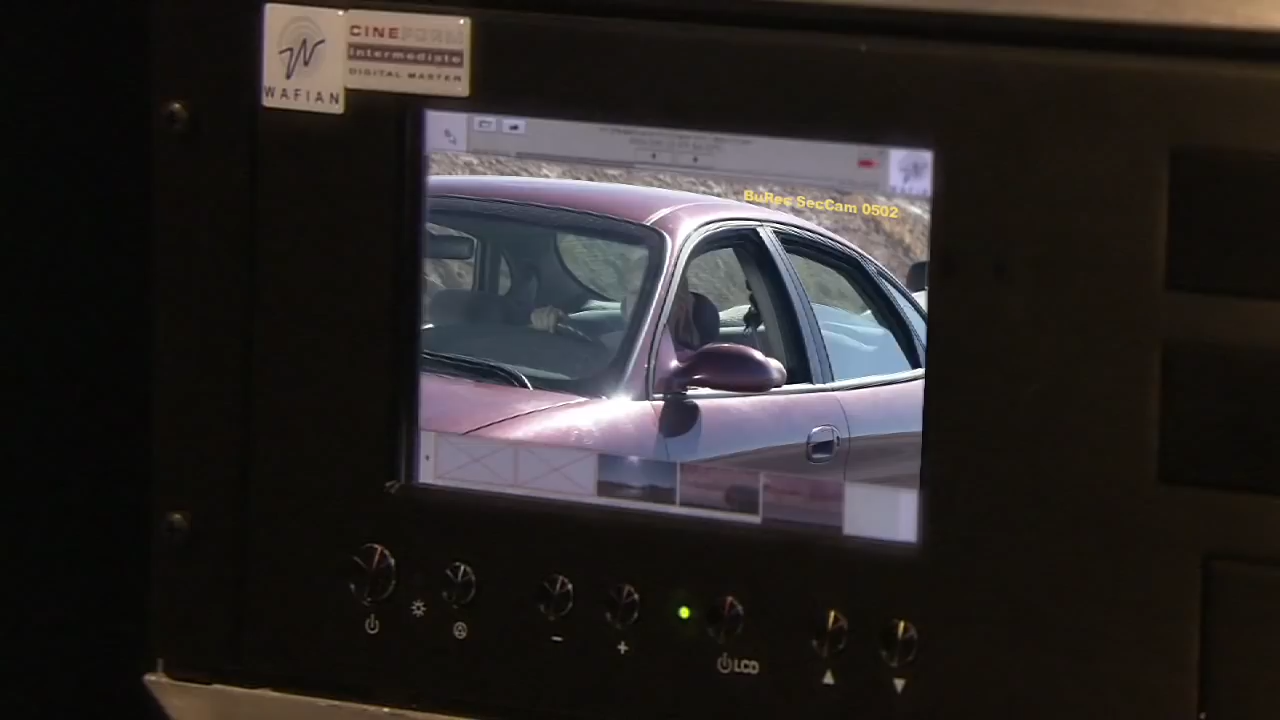 CINEFORM
Intermediate
DIGITAL MASTER
WAFIAN
BuRec SecCam 0502
LCD